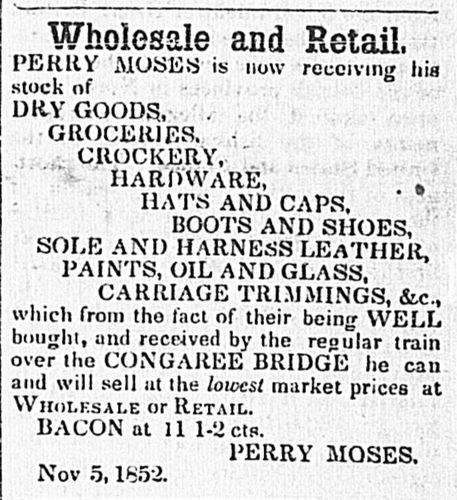 Wholesale and Retail.
PERRY MOSES is now receiving his
stock of
DRY GOODS,
GROCERIES,
CROCKERY,
HARDWARE,
HATS AND CAPS,
BOOTS AND SHOES,
SOLE AND HARNESS LEATHER,
PAINTS, OIL AND GLASS,
CARRIAGE TRIMMINGS, &c.,
which from the fact of their being WELL
bought, and received by the regular train
over the CONGAREE BRIDGE he can
and will sell at the lowest market prices at
WHOLESALE or RETAIL.
BACON at 11 1-2 cts.
PERRY MOSES.
Nov 5, 1852.